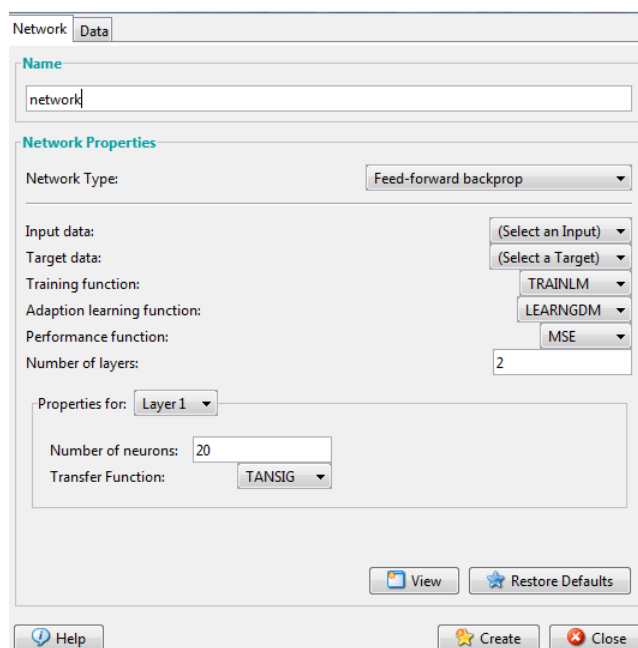 Network Data
Name
network
Network Properties
Network Type: Feed-forward backprop
Input data: (Select an Input)
Target data: (Select a Target)
Training function: TRAINLM
Adaption learning function: LEARNGDM
Performance function: MSE
Number of layers: 2
Properties for: Layer 1
Number of neurons: 20
Transfer Function: TANSIG
View Restore Defaults
Help Create Close